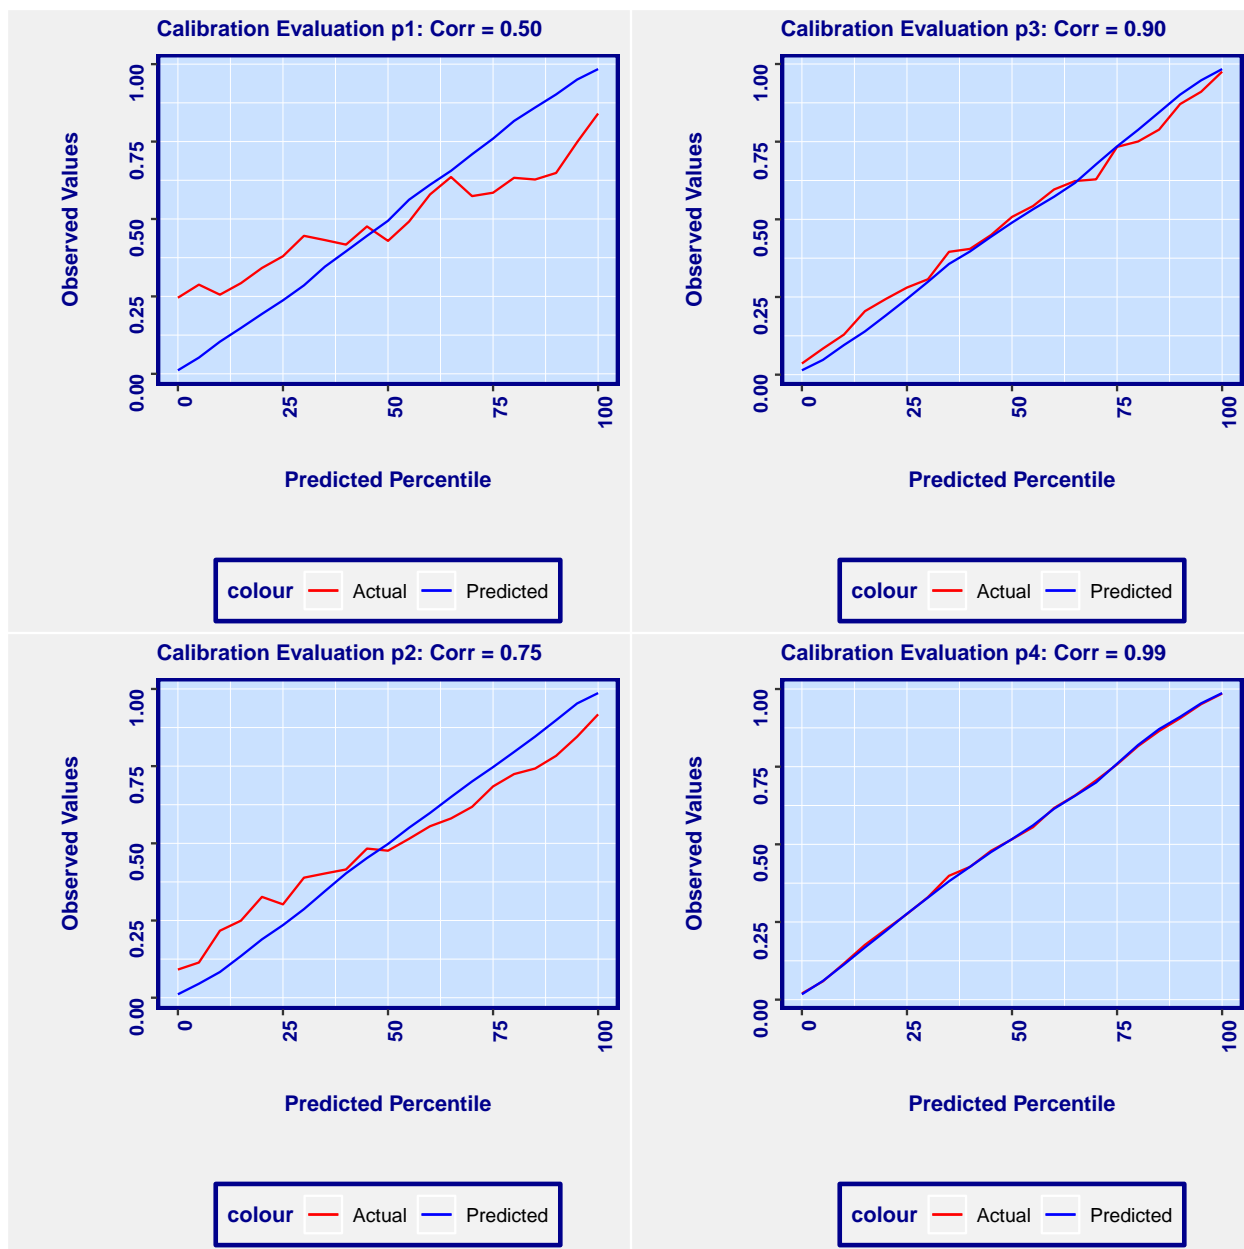 Calibration Evaluation p1: Corr = 0.50
Observed Values
1.00
0.75
0.50
0.25
0.00
0
25
50
75
100
Predicted Percentile
colour Actual Predicted
Calibration Evaluation p3: Corr = 0.90
Observed Values
1.00
0.75
0.50
0.25
0.00
0
25
50
75
100
Predicted Percentile
colour Actual Predicted
Calibration Evaluation p2: Corr = 0.75
Observed Values
1.00
0.75
0.50
0.25
0.00
0
25
50
75
100
Predicted Percentile
colour Actual Predicted
Calibration Evaluation p4: Corr = 0.99
Observed Values
1.00
0.75
0.50
0.25
0.00
0
25
50
75
100
Predicted Percentile
colour Actual Predicted